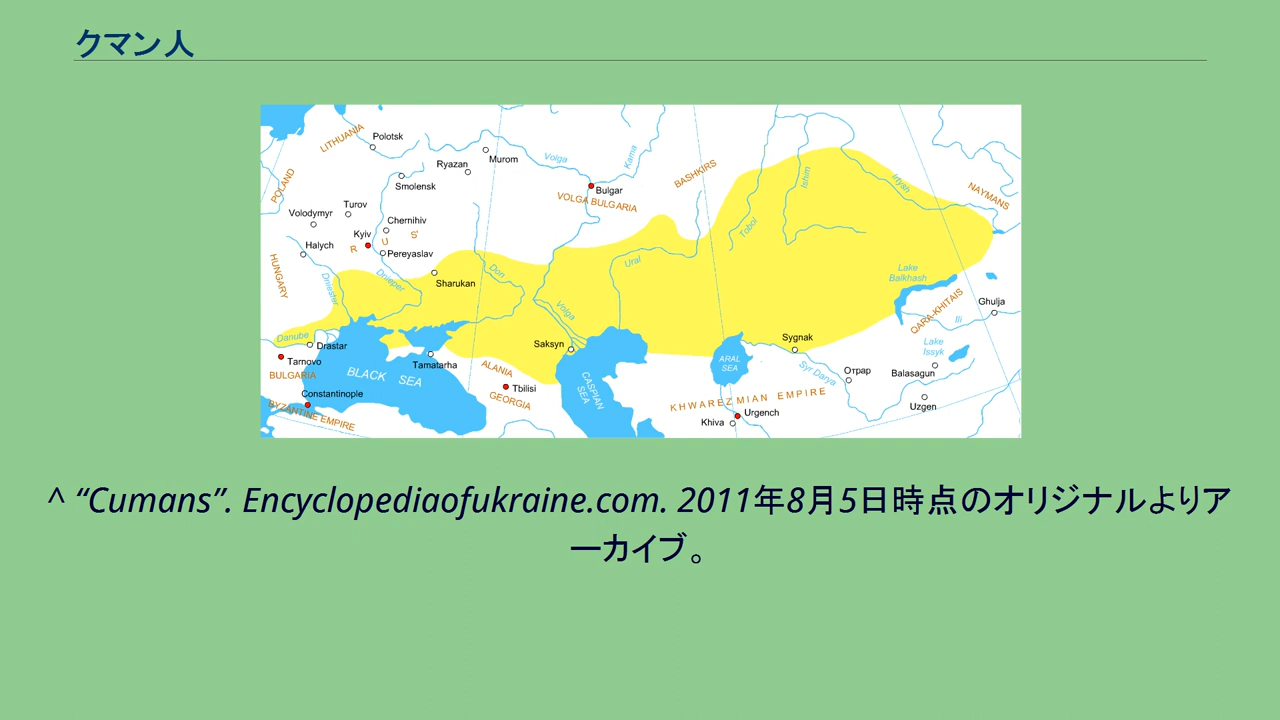 クマン人
LITHUANIA
Polotsk
POLAND
Ryazan
Murom
Volga
Kama
BASHKIRS
Ishim
Irtysh
NAYMANS
Smolensk
Bulgar
VOLGA BULGARIA
Turov
Volodymyr
Chernihiv
Kyiv
R U S'
Tobol
Halych
Pereyaslav
HUNGARY
Dniester
Dnieper
Sharukan
Don
Ural
Lake
Balkhash
QARA-KHITAIS
Ghulja
Volga
Ili
Danube
Drastar
Saksyn
Sygnak
Lake
Issyk
Tarnovo
BULGARIA
BLACK SEA
Tamatarha
ALANIA
ARAL
SEA
Syr Darya
Отрар
Balasagun
Constantinople
Tbilisi
GEORGIA
CASPIAN
SEA
KHWAREZMIAN EMPIRE
Uzgen
BYZANTINE EMPIRE
Urgench
Khiva
^ “Cumans”. Encyclopediaofukraine.com. 2011年8月5日時点のオリジナルよりア
ーカイブ。